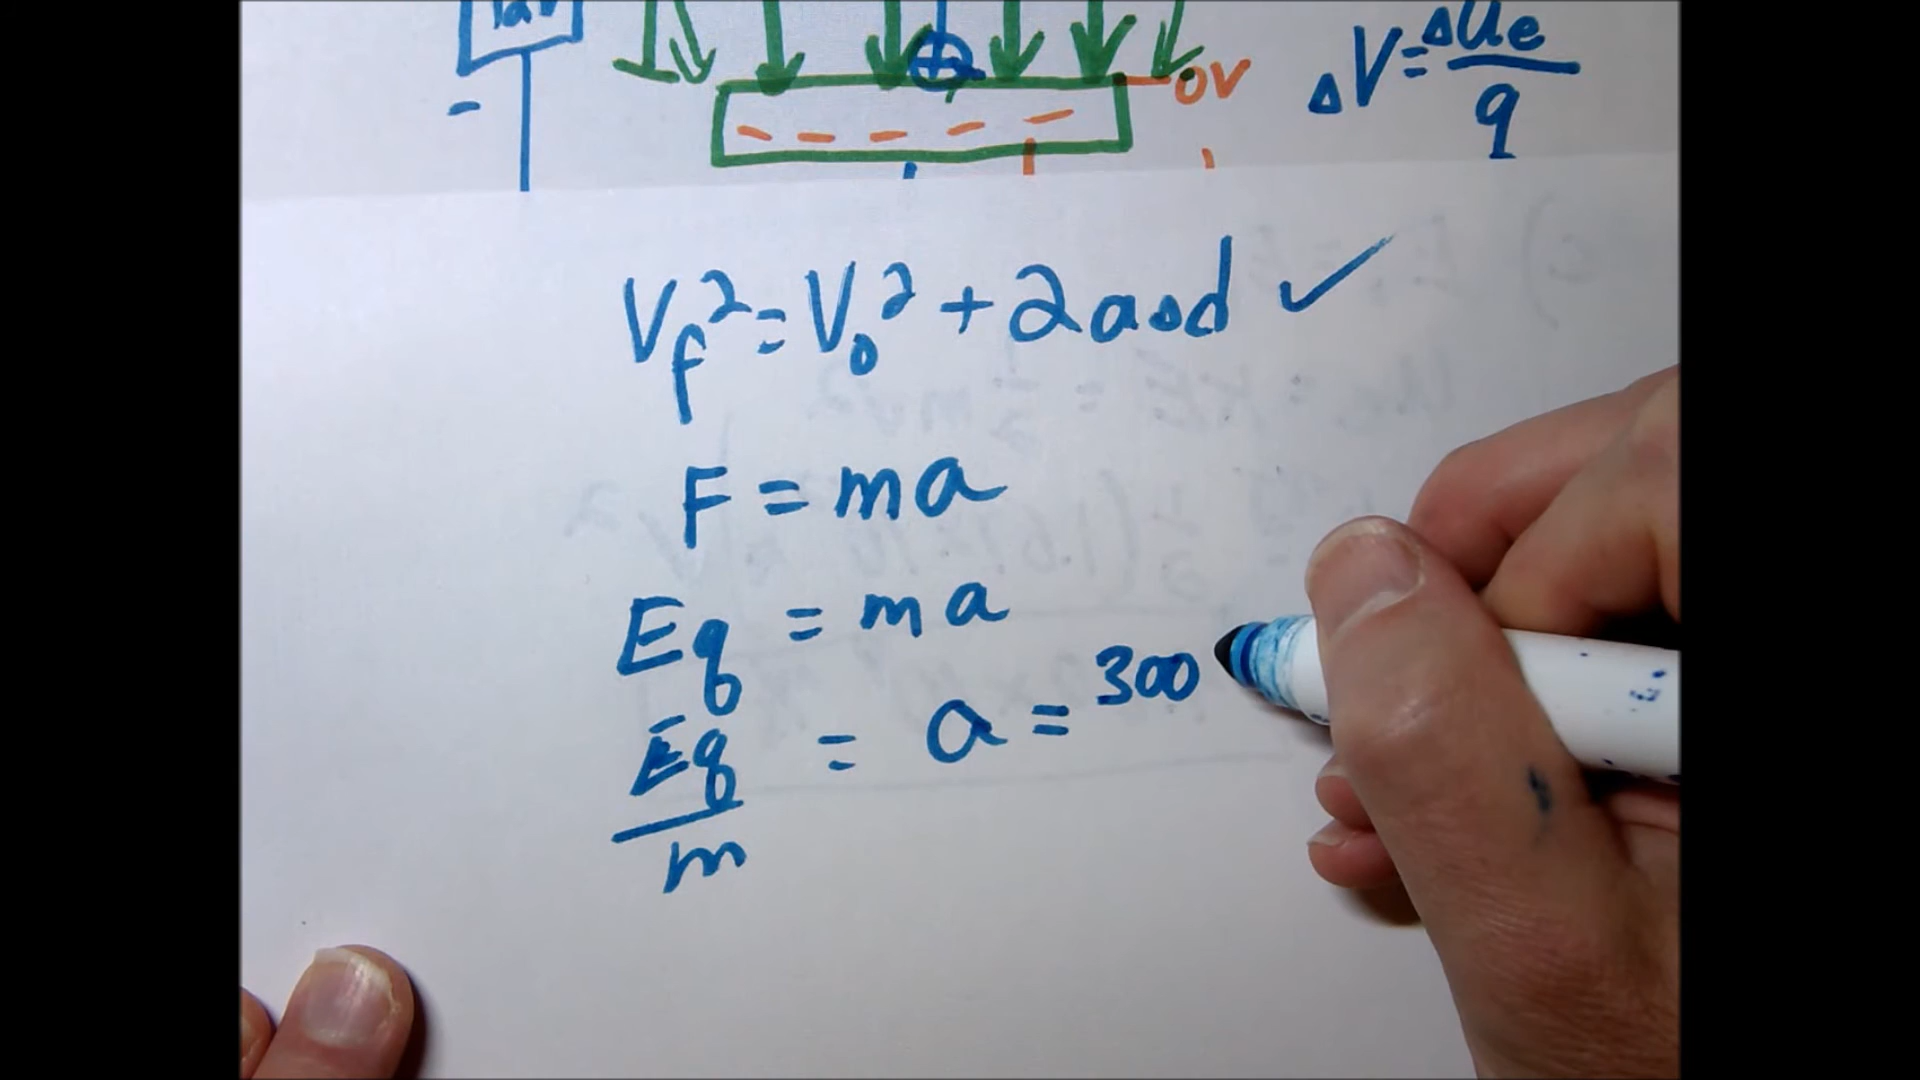 -
0V
ΔV = ΔUe / q
Vf² = V0² + 2aΔd ✓
F = ma
Eq = ma
Eq / m = a = 300